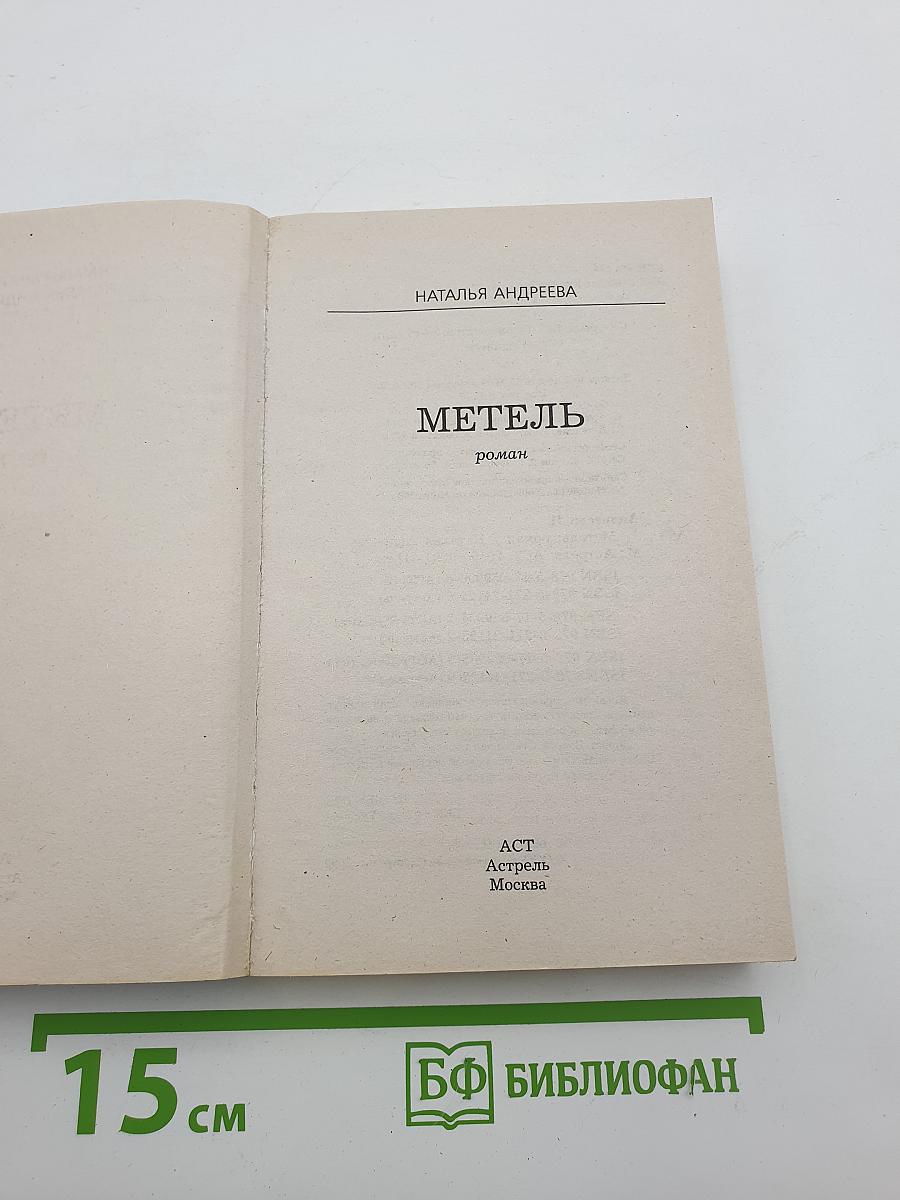 НАТАЛЬЯ АНДРЕЕВА
МЕТЕЛЬ
роман
АСТ
Астрель
Москва
15 см
БФ БИБЛИОФАН